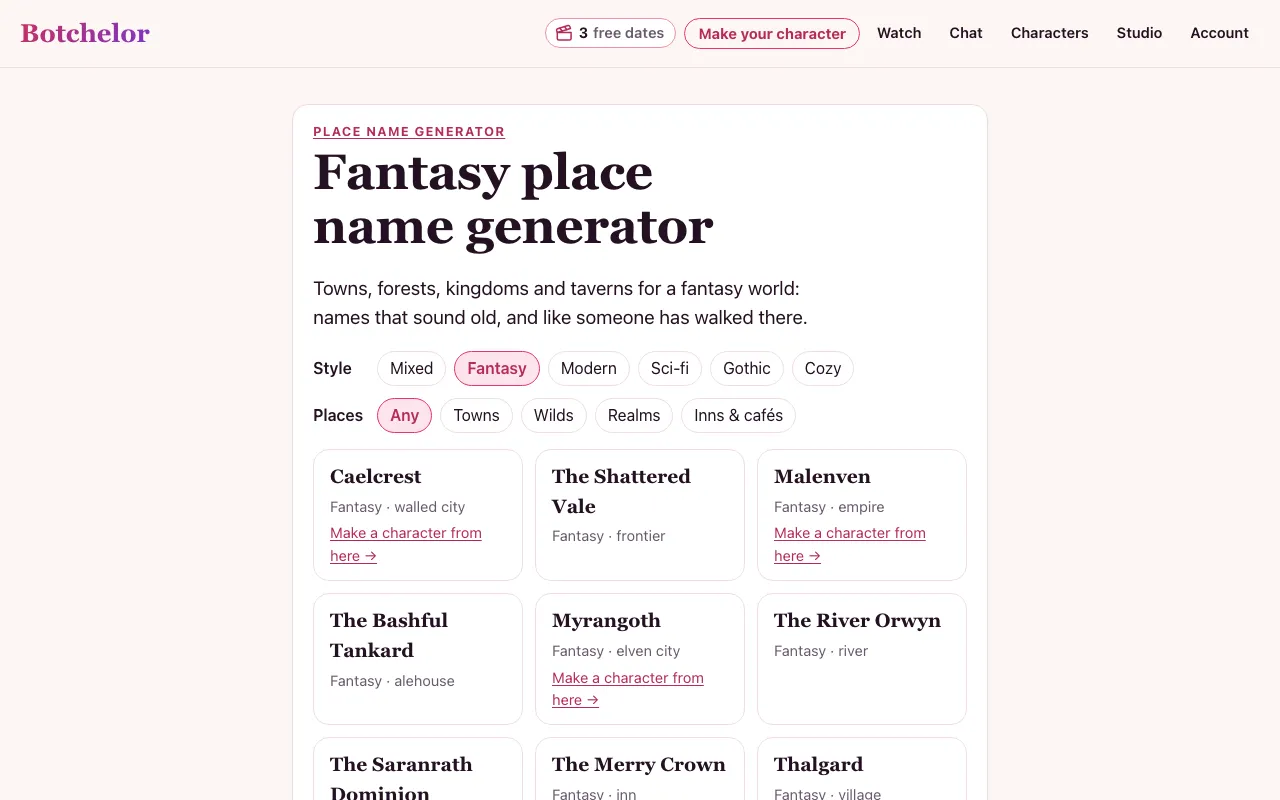 Botchelor
3 free dates
Make your character
Watch
Chat
Characters
Studio
Account
PLACE NAME GENERATOR
Fantasy place
name generator
Towns, forests, kingdoms and taverns for a fantasy world:
names that sound old, and like someone has walked there.
Style
Mixed
Fantasy
Modern
Sci-fi
Gothic
Cozy
Places
Any
Towns
Wilds
Realms
Inns & cafés
Caelcrest
Fantasy · walled city
Make a character from
here →
The Shattered
Vale
Fantasy · frontier
Malenven
Fantasy · empire
Make a character from
here →
The Bashful
Tankard
Fantasy · alehouse
Myrangoth
Fantasy · elven city
Make a character from
here →
The River Orwyn
Fantasy · river
The Saranrath
Dominion
The Merry Crown
Fantasy · inn
Thalgard
Fantasy · village